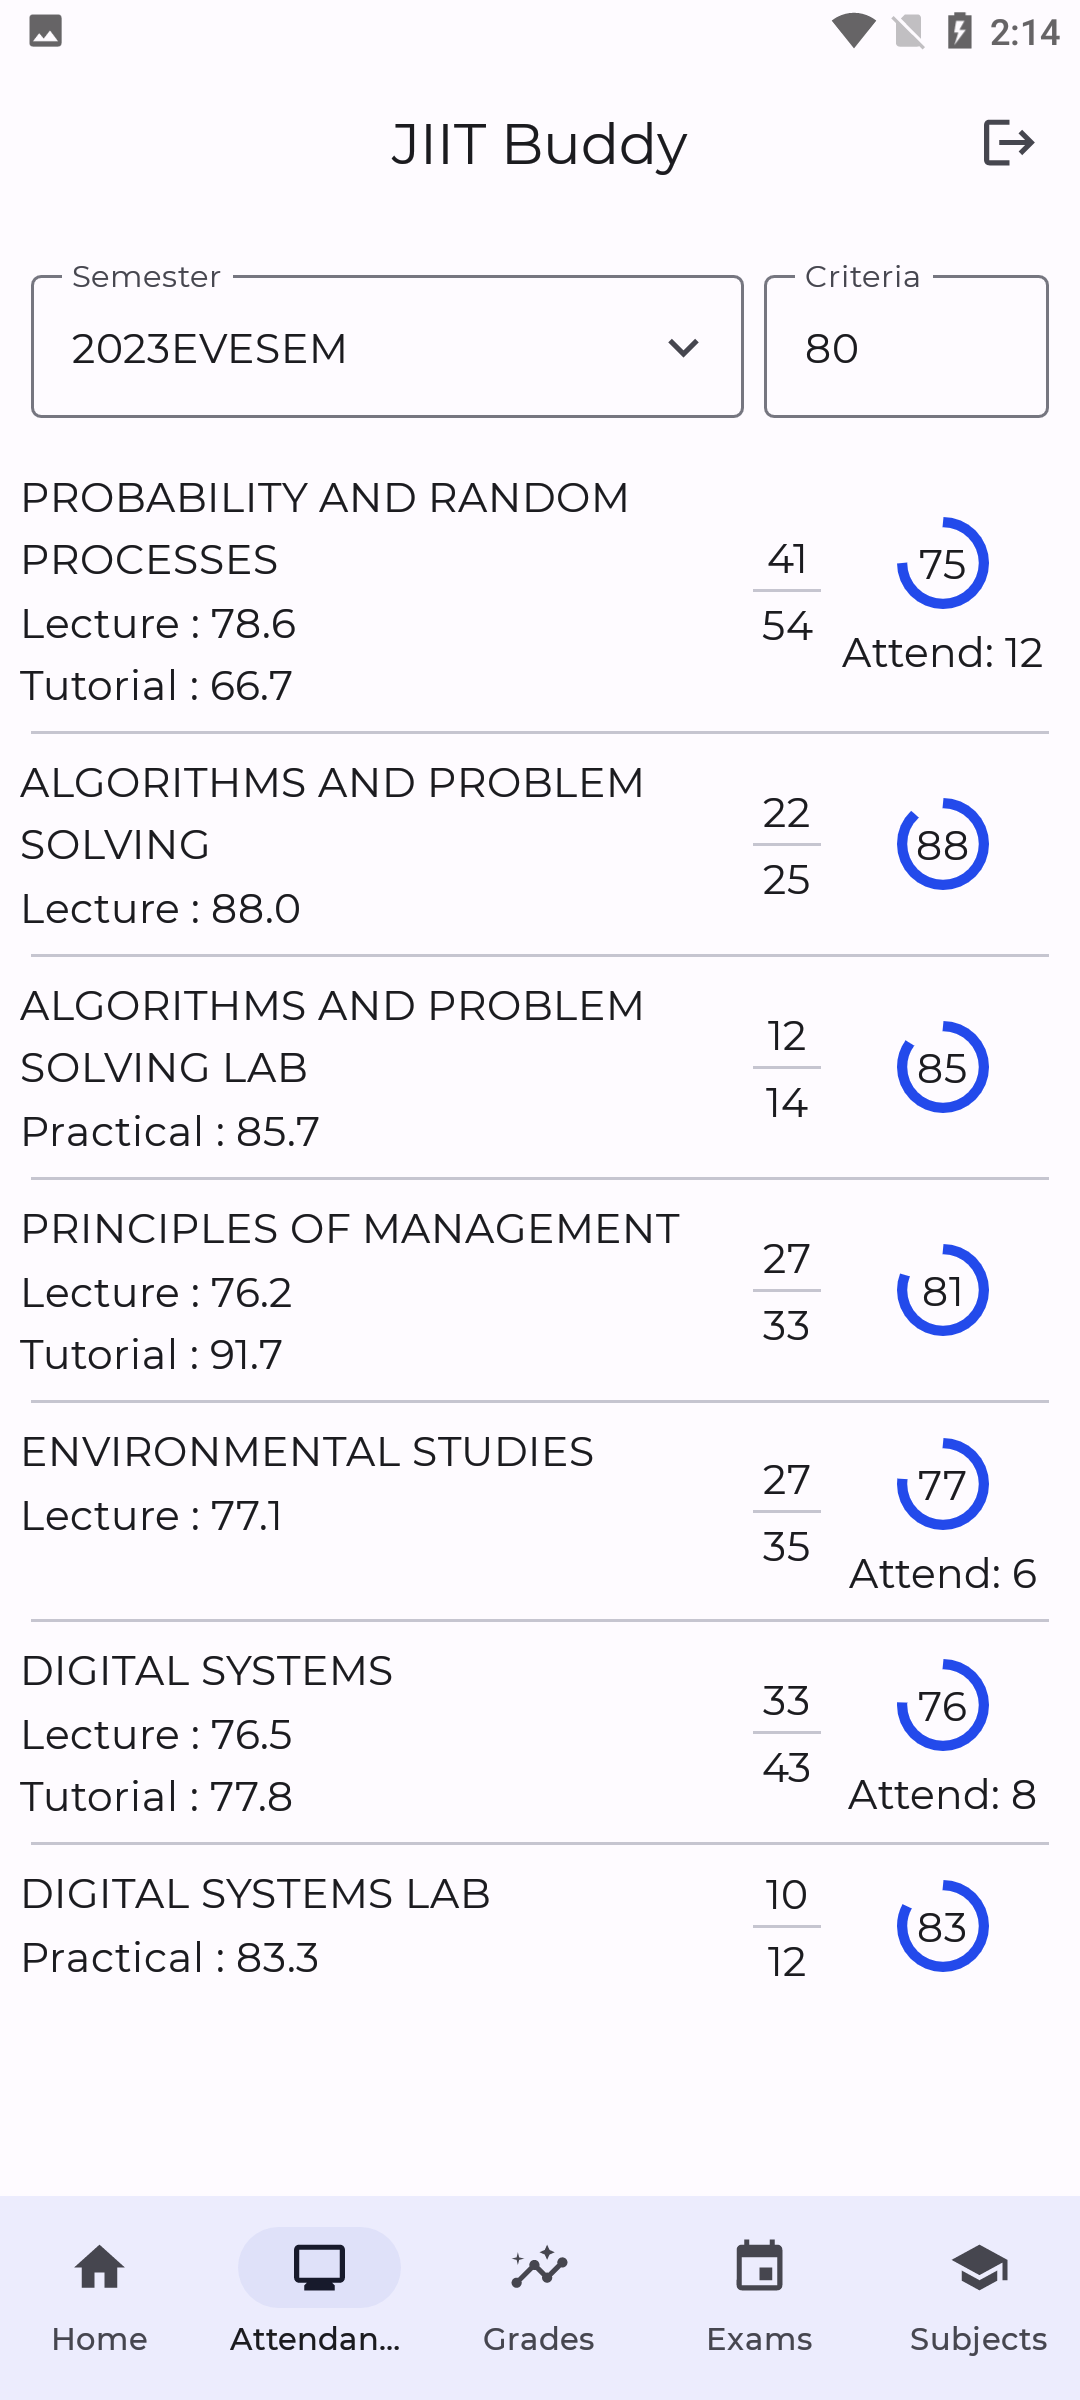 2:14
JIIT Buddy
Semester
Criteria
2023EVESEM
80
PROBABILITY AND RANDOM
PROCESSES
Lecture : 78.6
Tutorial : 66.7
41
54
75
Attend: 12
ALGORITHMS AND PROBLEM
SOLVING
Lecture : 88.0
22
25
88
ALGORITHMS AND PROBLEM
SOLVING LAB
Practical : 85.7
12
14
85
PRINCIPLES OF MANAGEMENT
Lecture : 76.2
Tutorial : 91.7
27
33
81
ENVIRONMENTAL STUDIES
Lecture : 77.1
27
35
77
Attend: 6
DIGITAL SYSTEMS
Lecture : 76.5
Tutorial : 77.8
33
43
76
Attend: 8
DIGITAL SYSTEMS LAB
Practical : 83.3
10
12
83
Home
Attendan...
Grades
Exams
Subjects